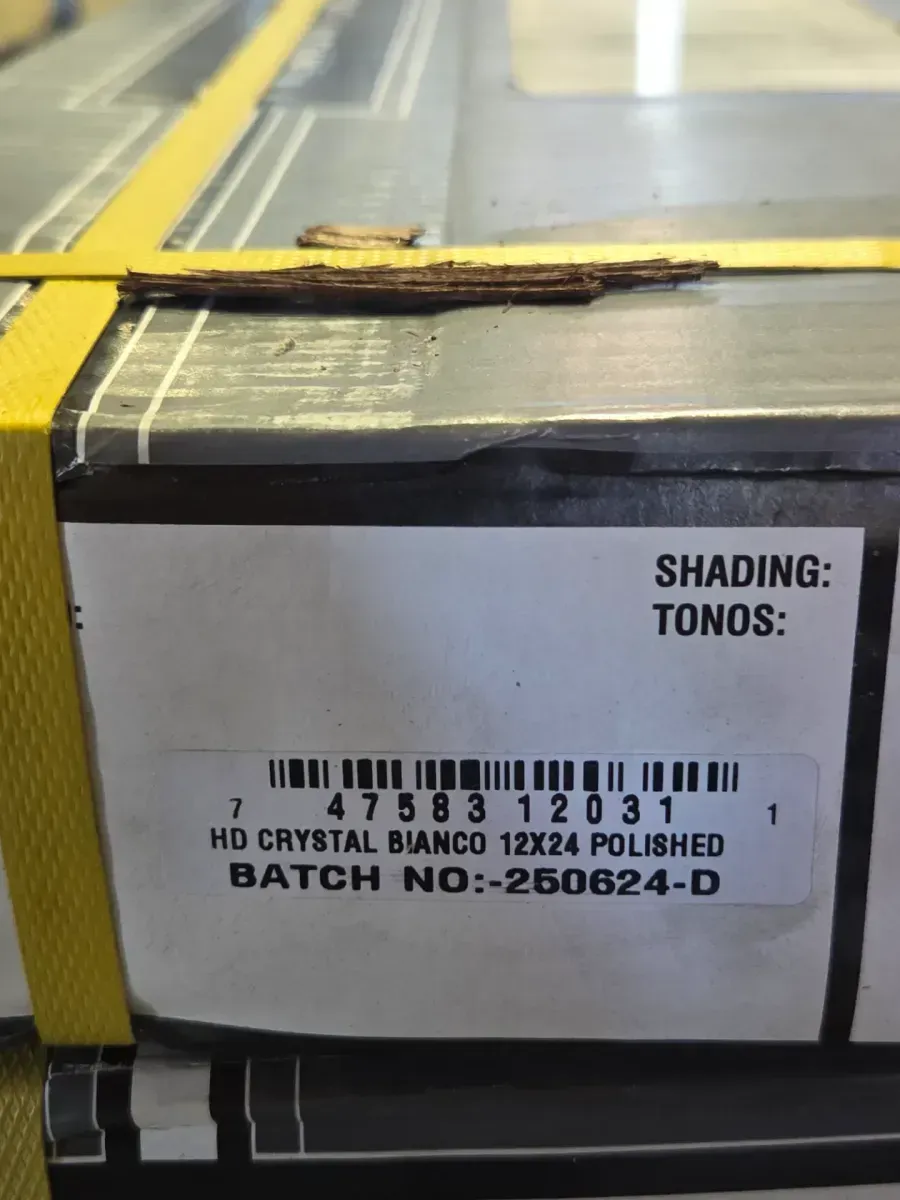 SHADING:
TONOS:
:
7 47583 12031 1
HD CRYSTAL BIANCO 12X24 POLISHED
BATCH NO:-250624-D